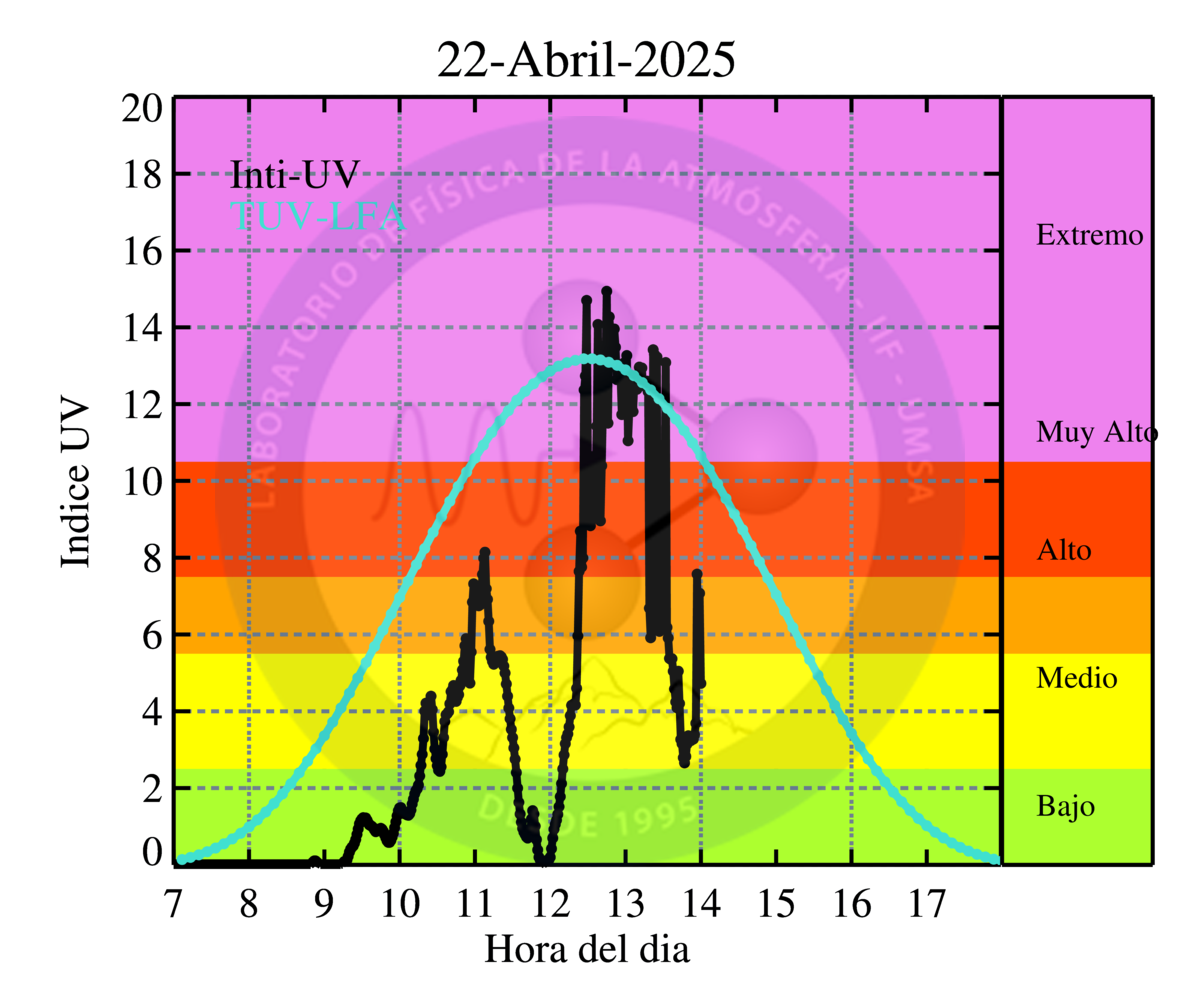 22-Abril-2025
20
18
16
14
12
10
8
6
4
2
0
Indice UV
Inti-UV
TUV-LFA
LABORATORIO DE FÍSICA DE LA ATMÓSFERA - IIF - UMSA
DESDE 1995
Extremo
Muy Alto
Alto
Medio
Bajo
7 8 9 10 11 12 13 14 15 16 17
Hora del dia